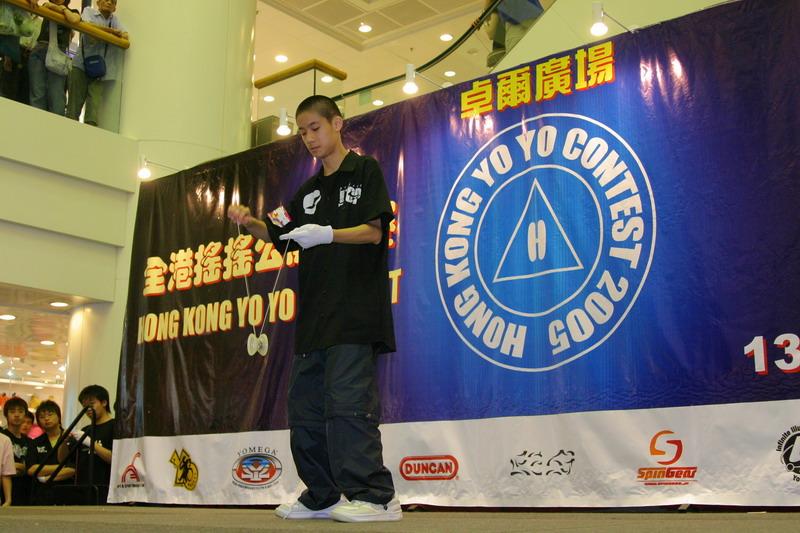 卓爾廣場
HONG KONG YO YO CONTEST 2005
H
全港搖搖公
HONG KONG YO YO
T
13
YOMEGA
DUNCAN
SPINGEAR